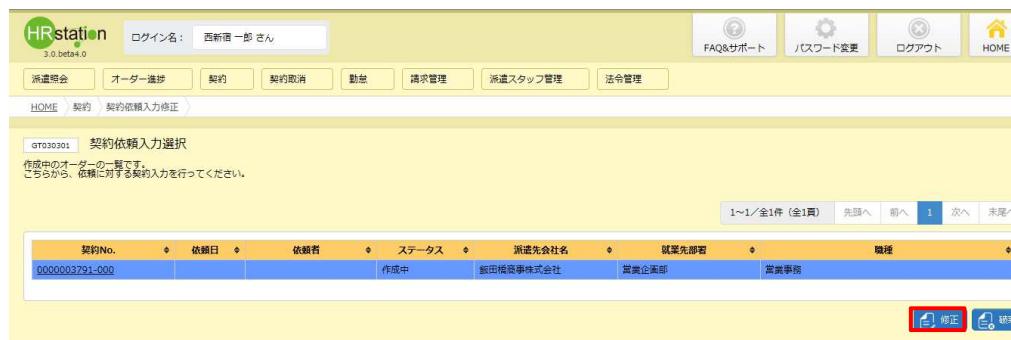 HRstation
3.0.beta4.0
ログイン名： 西新宿 一郎 さん
FAQ&サポート パスワード変更 ログアウト HOME
派遣照会 オーダー進捗 契約 契約取消 勤怠 請求管理 派遣スタッフ管理 法令管理
HOME 契約 契約依頼入力修正
GT030301 契約依頼入力選択
作成中のオーダーの一覧です。
こちらから、依頼に対する契約入力を行ってください。
1~1／全1件（全1頁） 先頭へ 前へ 1 次へ 末尾へ
契約No. 依頼日 依頼者 ステータス 派遣先会社名 就業先部署 職種
0000003791-000 作成中 飯田橋商事株式会社 営業企画部 営業事務
修正